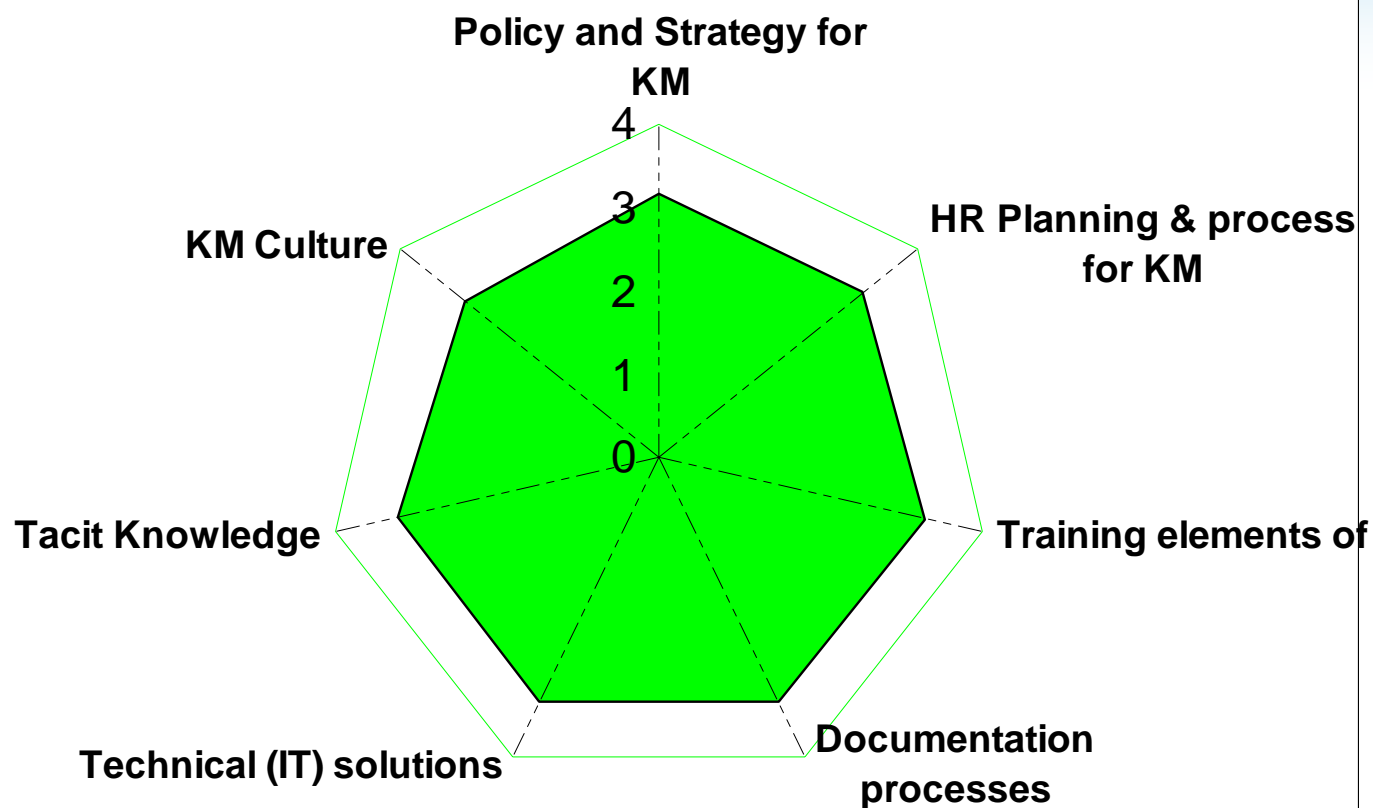 Policy and Strategy for
KM
4
3
2
1
0
HR Planning & process
for KM
KM Culture
Training elements of
Tacit Knowledge
Documentation
processes
Technical (IT) solutions